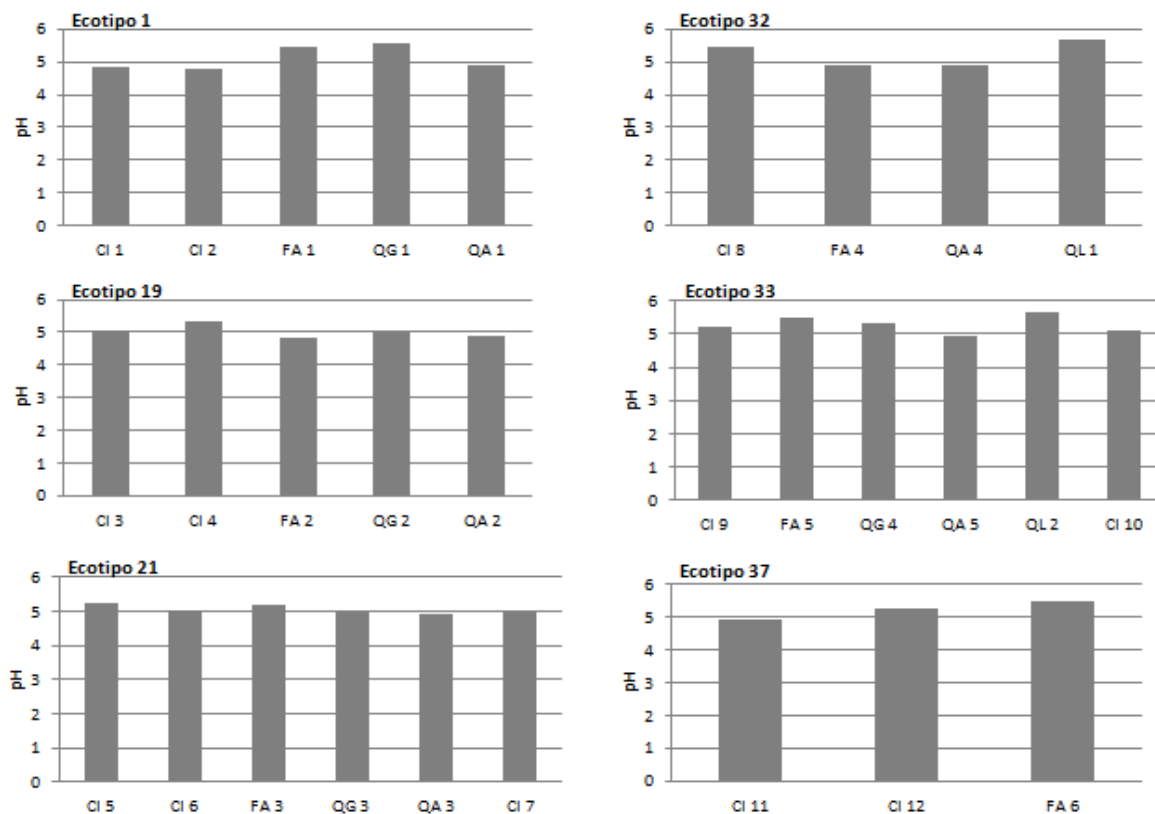 Ecotipo 1
6
5
4
3
2
1
0
pH
CI 1 CI 2 FA 1 QG 1 QA 1
Ecotipo 32
6
5
4
3
2
1
0
pH
CI 8 FA 4 QA 4 QL 1
Ecotipo 19
6
5
4
3
2
1
0
pH
CI 3 CI 4 FA 2 QG 2 QA 2
Ecotipo 33
6
5
4
3
2
1
0
pH
CI 9 FA 5 QG 4 QA 5 QL 2 CI 10
Ecotipo 21
6
5
4
3
2
1
0
pH
CI 5 CI 6 FA 3 QG 3 QA 3 CI 7
Ecotipo 37
6
5
4
3
2
1
0
pH
CI 11 CI 12 FA 6